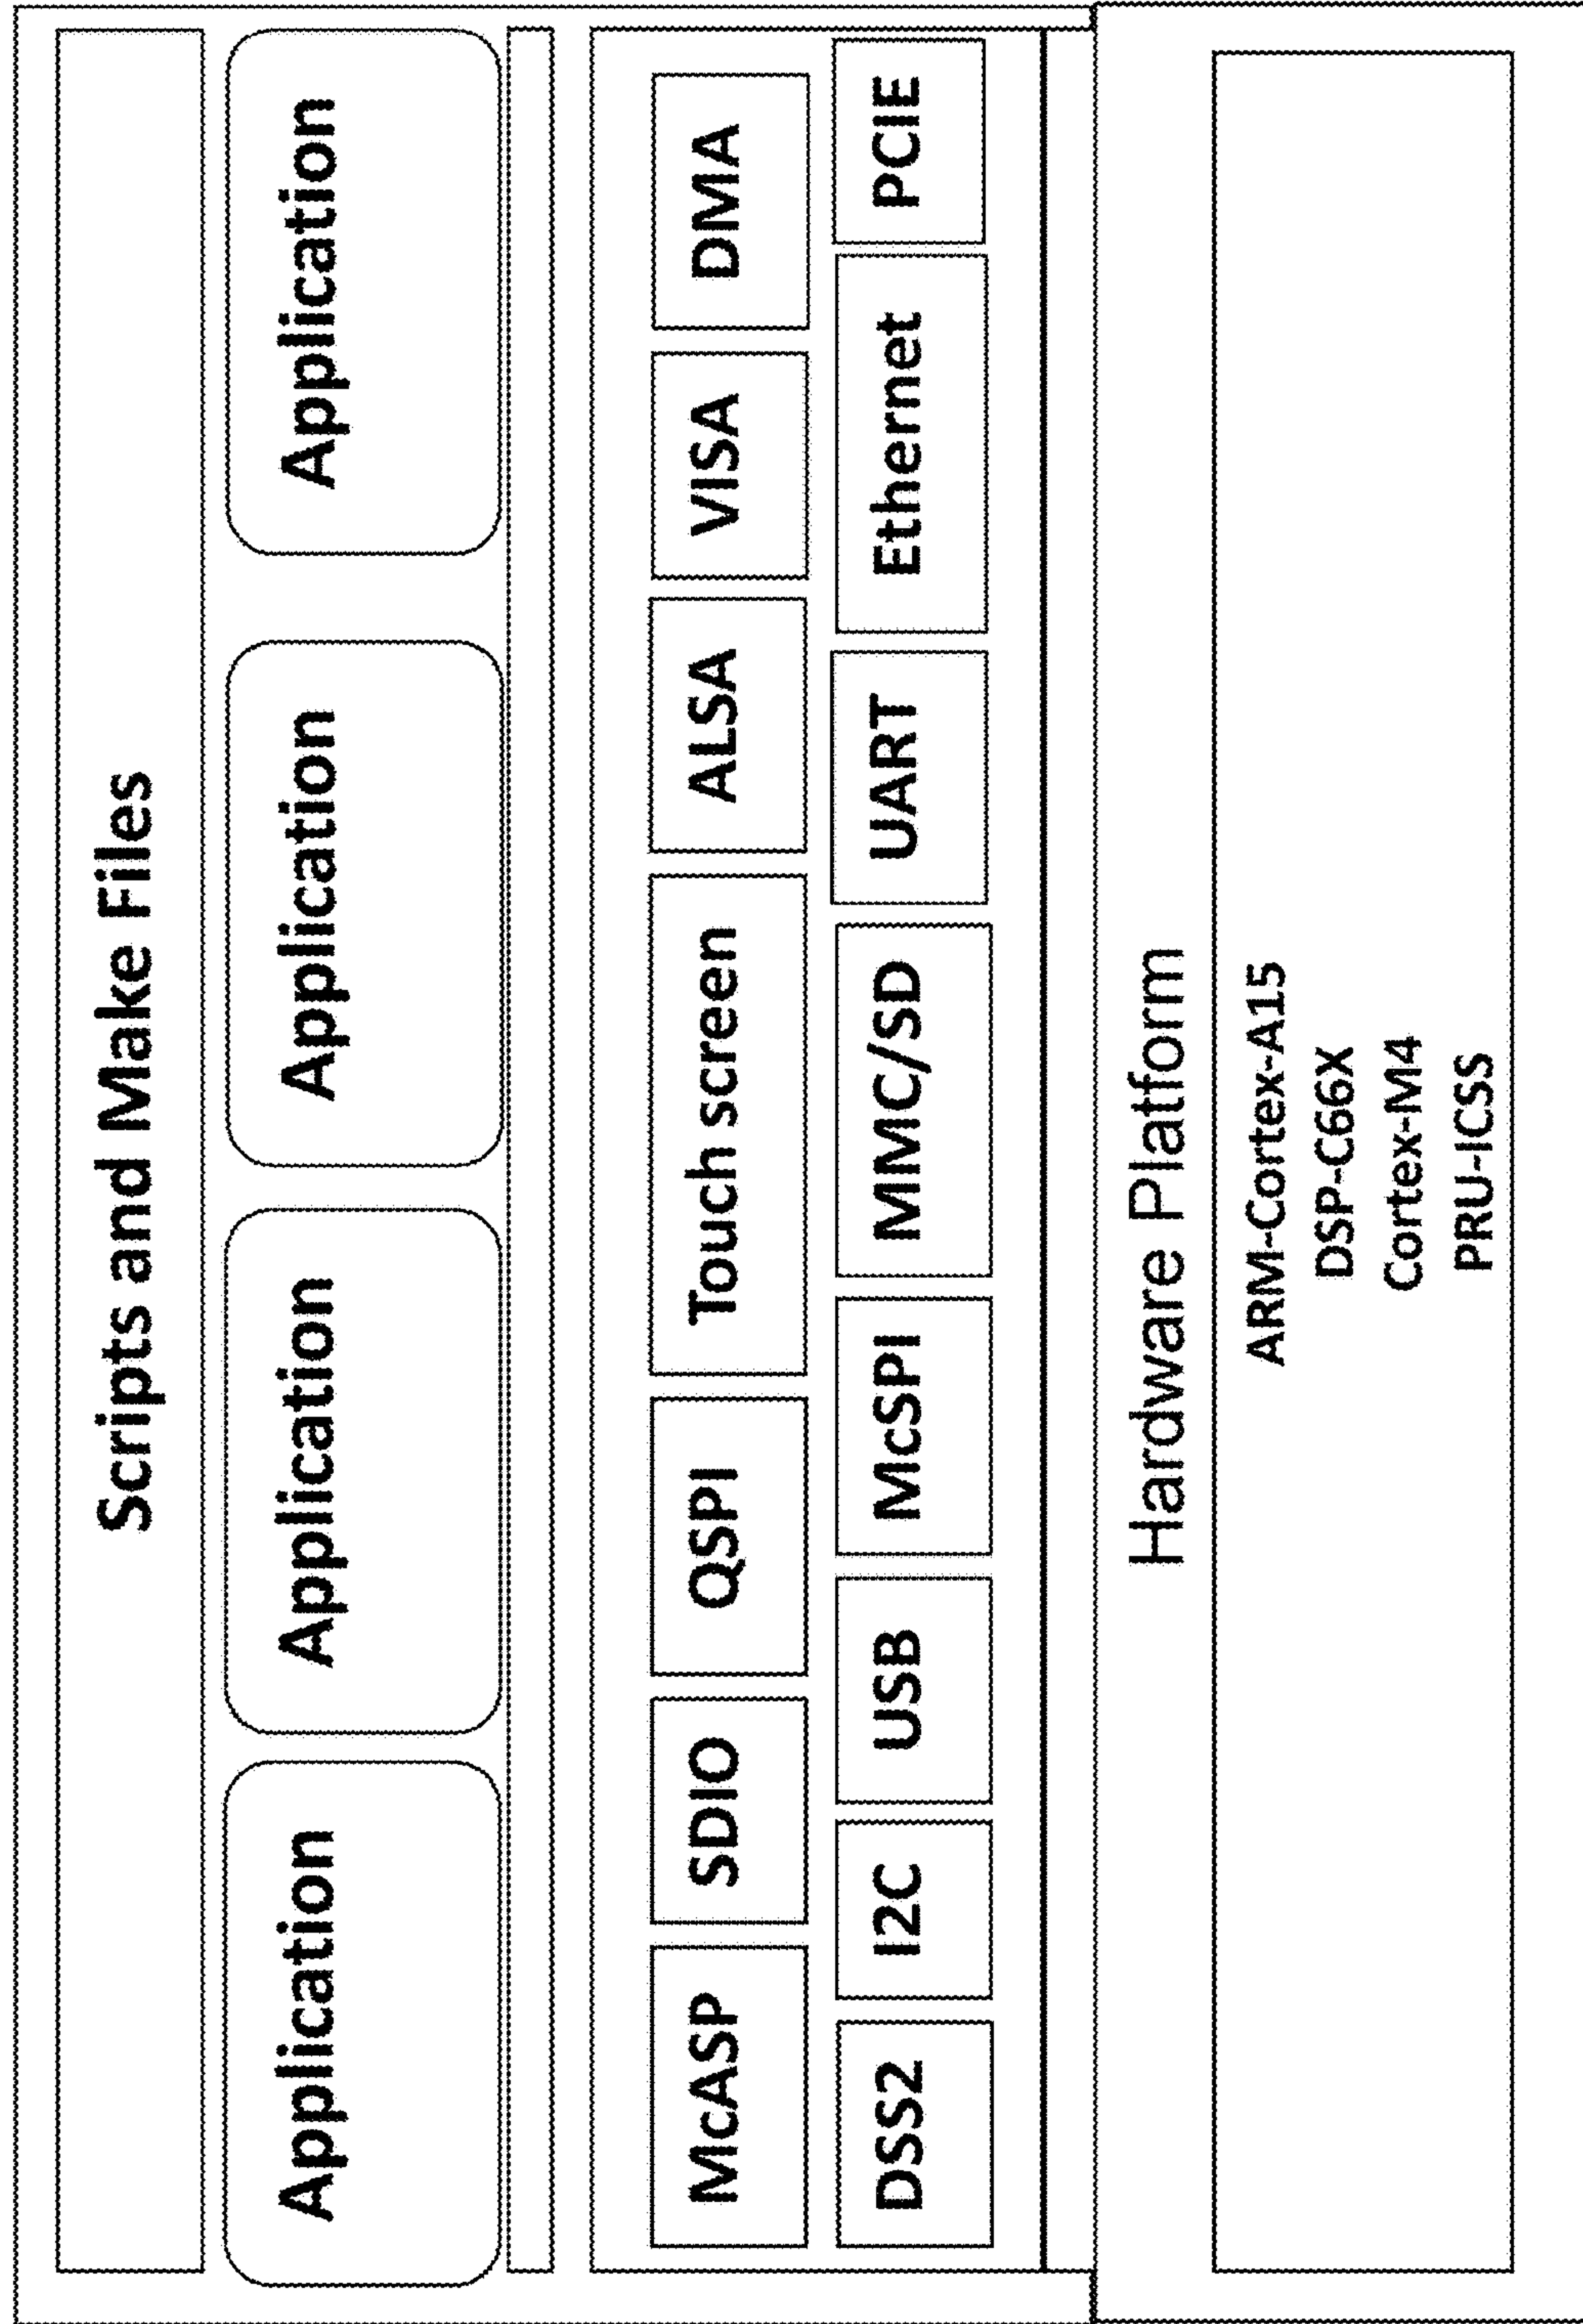 Scripts and Make Files
Application Application Application Application
McASP SDIO QSPI Touch screen ALSA VISA DMA
DSS2 I2C USB McSPI MMC/SD UART Ethernet PCIE
Hardware Platform
ARM-Cortex-A15
DSP-C66X
Cortex-M4
PRU-ICSS